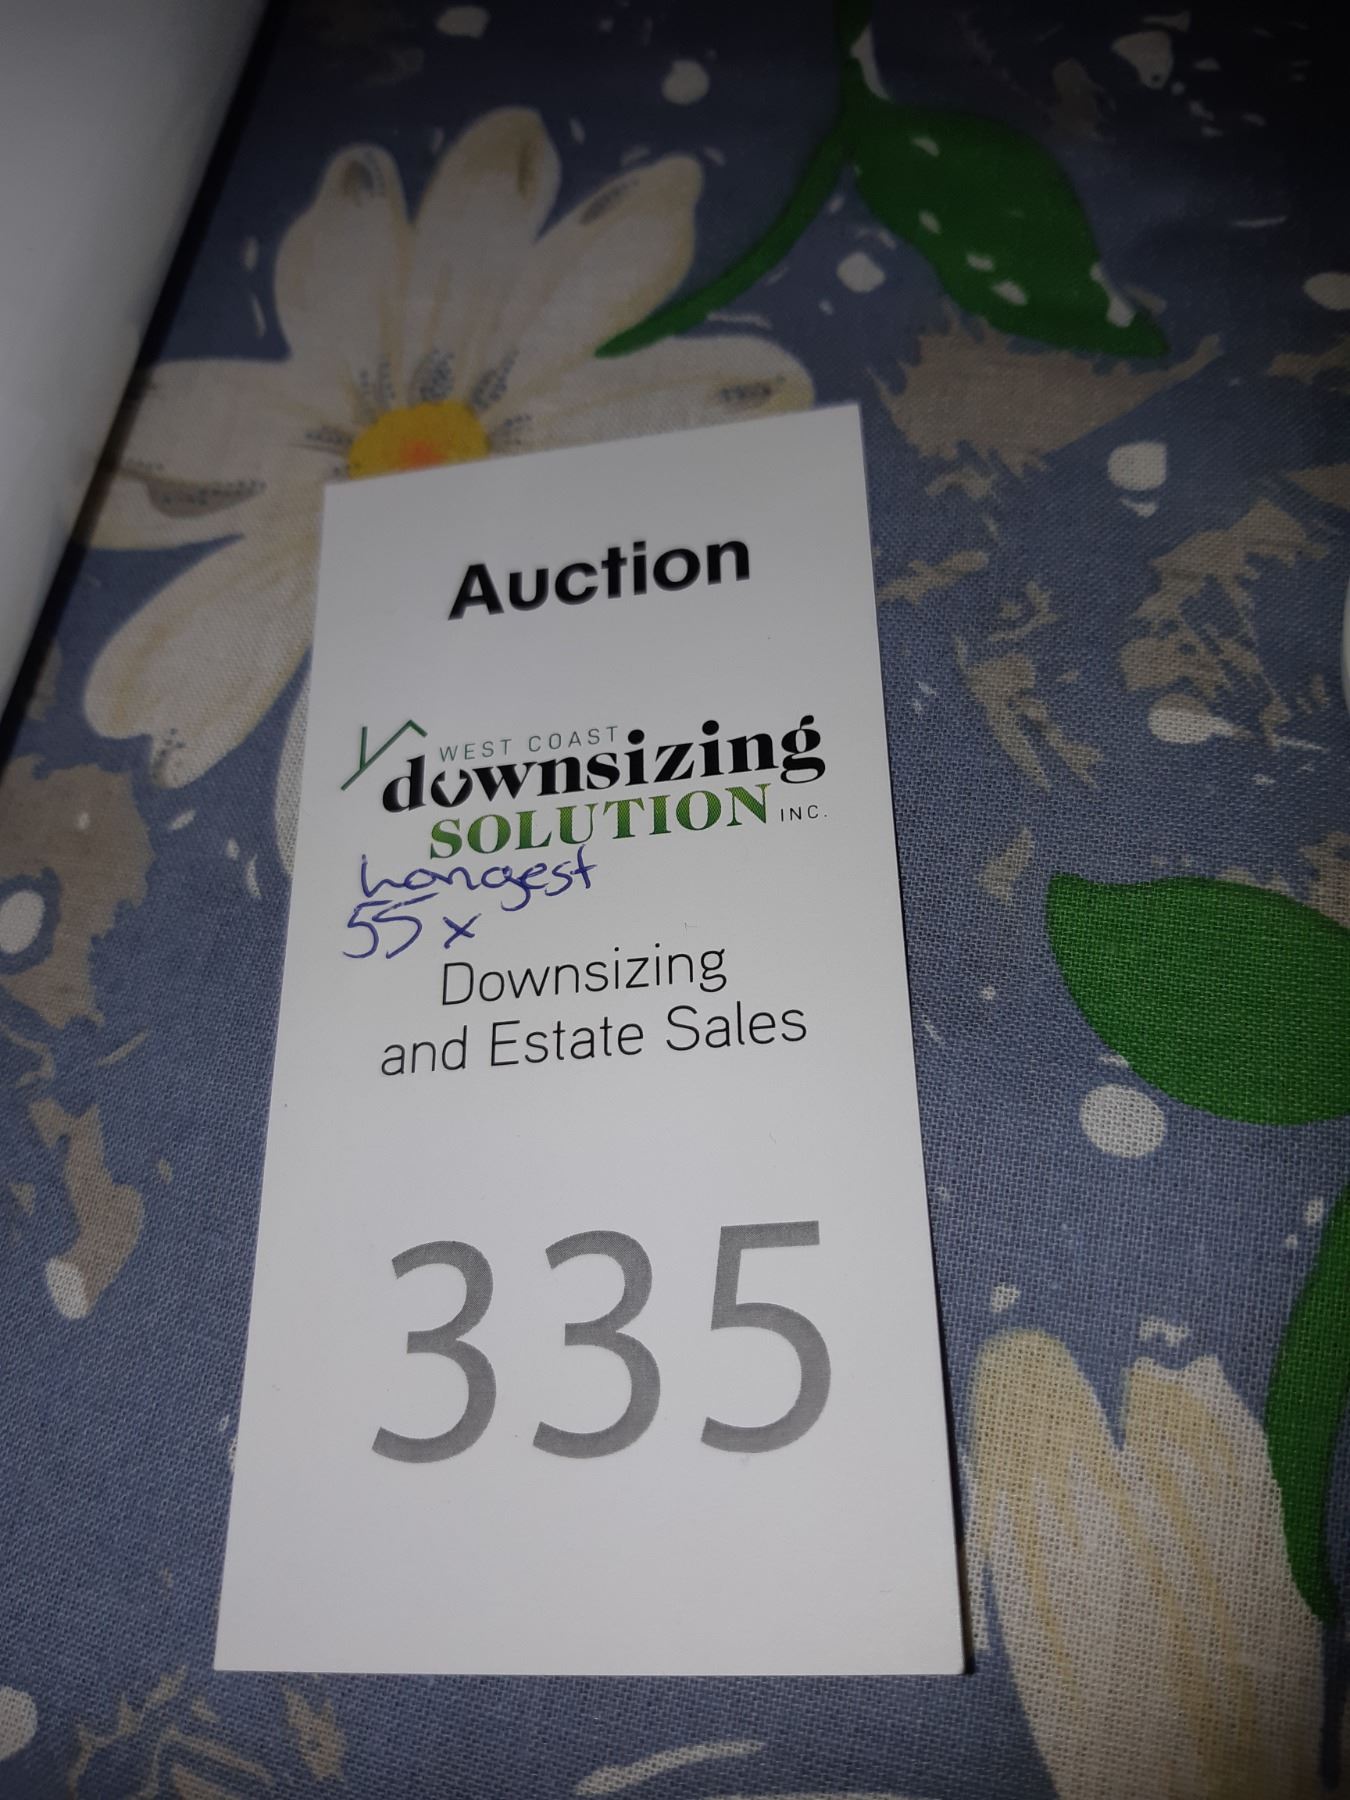 Auction
WEST COAST
downsizing
SOLUTION INC.
Longest
55 x
Downsizing
and Estate Sales
335